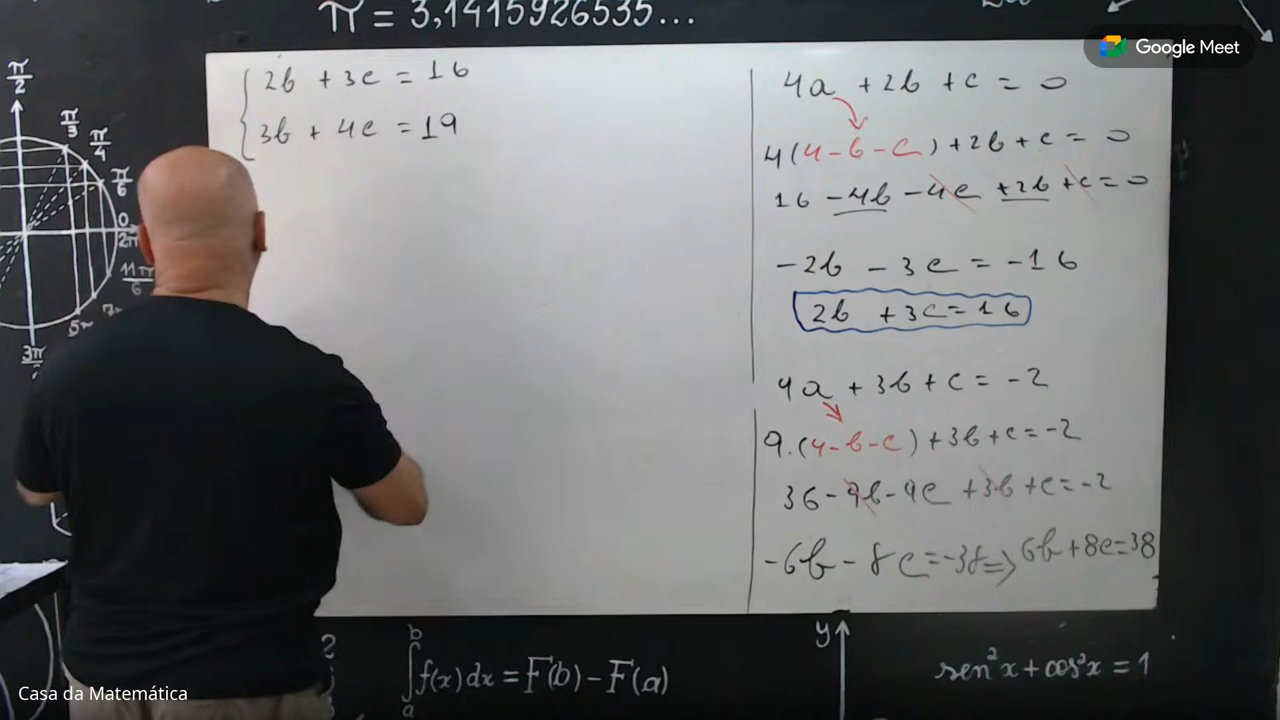 π = 3,1415926535...
Google Meet
2b + 3c = 16
3b + 4c = 19
4a + 2b + c = 0
4(4-b-c) + 2b + c = 0
16 - 4b - 4c + 2b + c = 0
-2b - 3c = -16
2b + 3c = 16
9a + 3b + c = -2
9.(4-b-c) + 3b + c = -2
36 - 9b - 9c + 3b + c = -2
-6b - 8c = -38 => 6b + 8c = 38
π/2
π/3
π/4
π/6
0
2π
11π/6
3π
∫ₐᵇ f(x)dx = F(b) - F(a)
y
sen²x + cos²x = 1
Casa da Matemática